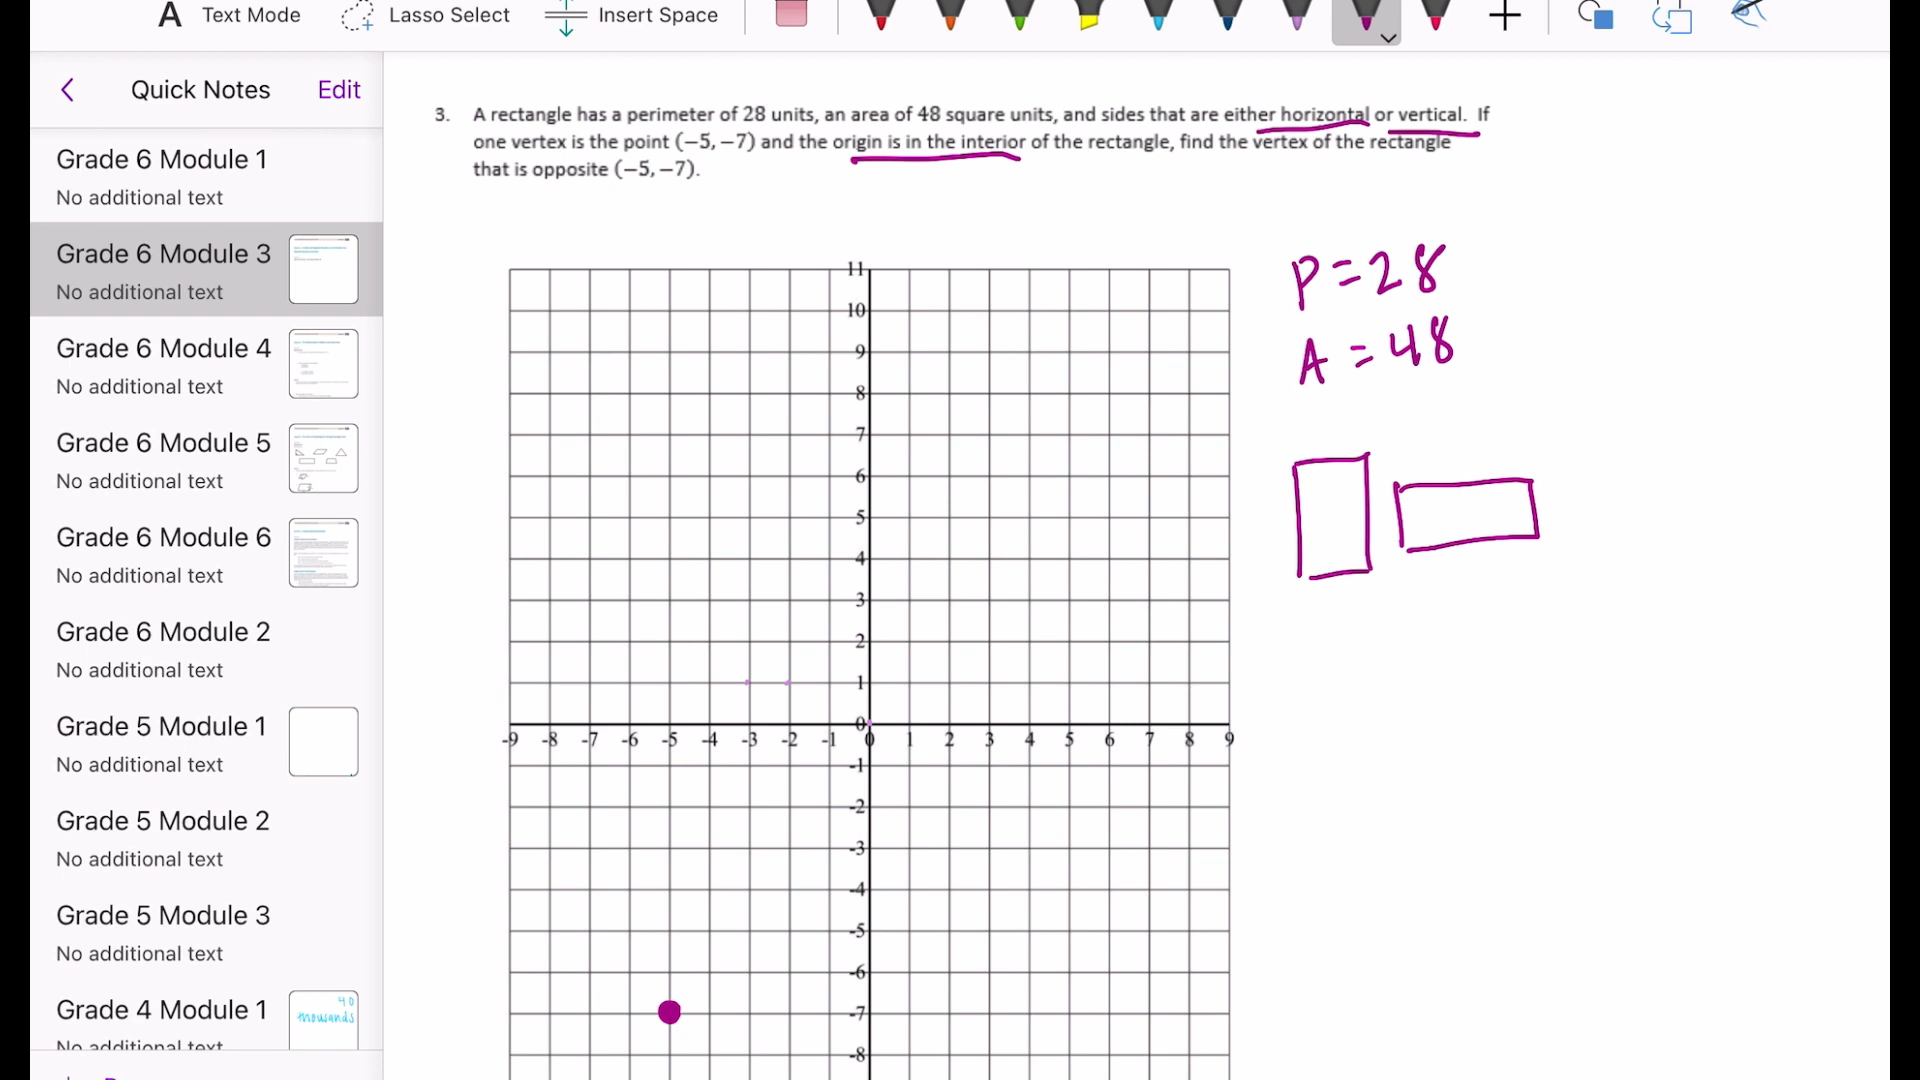 Text Mode
Lasso Select
Insert Space
Quick Notes
Edit
Grade 6 Module 1
No additional text
Grade 6 Module 3
No additional text
Grade 6 Module 4
No additional text
Grade 6 Module 5
No additional text
Grade 6 Module 6
No additional text
Grade 6 Module 2
No additional text
Grade 5 Module 1
No additional text
Grade 5 Module 2
No additional text
Grade 5 Module 3
No additional text
Grade 4 Module 1
No additional text
40
thousands
3. A rectangle has a perimeter of 28 units, an area of 48 square units, and sides that are either horizontal or vertical. If
one vertex is the point (−5, −7) and the origin is in the interior of the rectangle, find the vertex of the rectangle
that is opposite (−5, −7).
P = 28
A = 48
11
10
9
8
7
6
5
4
3
2
1
0
-9 -8 -7 -6 -5 -4 -3 -2 -1 0 1 2 3 4 5 6 7 8 9
-1
-2
-3
-4
-5
-6
-7
-8